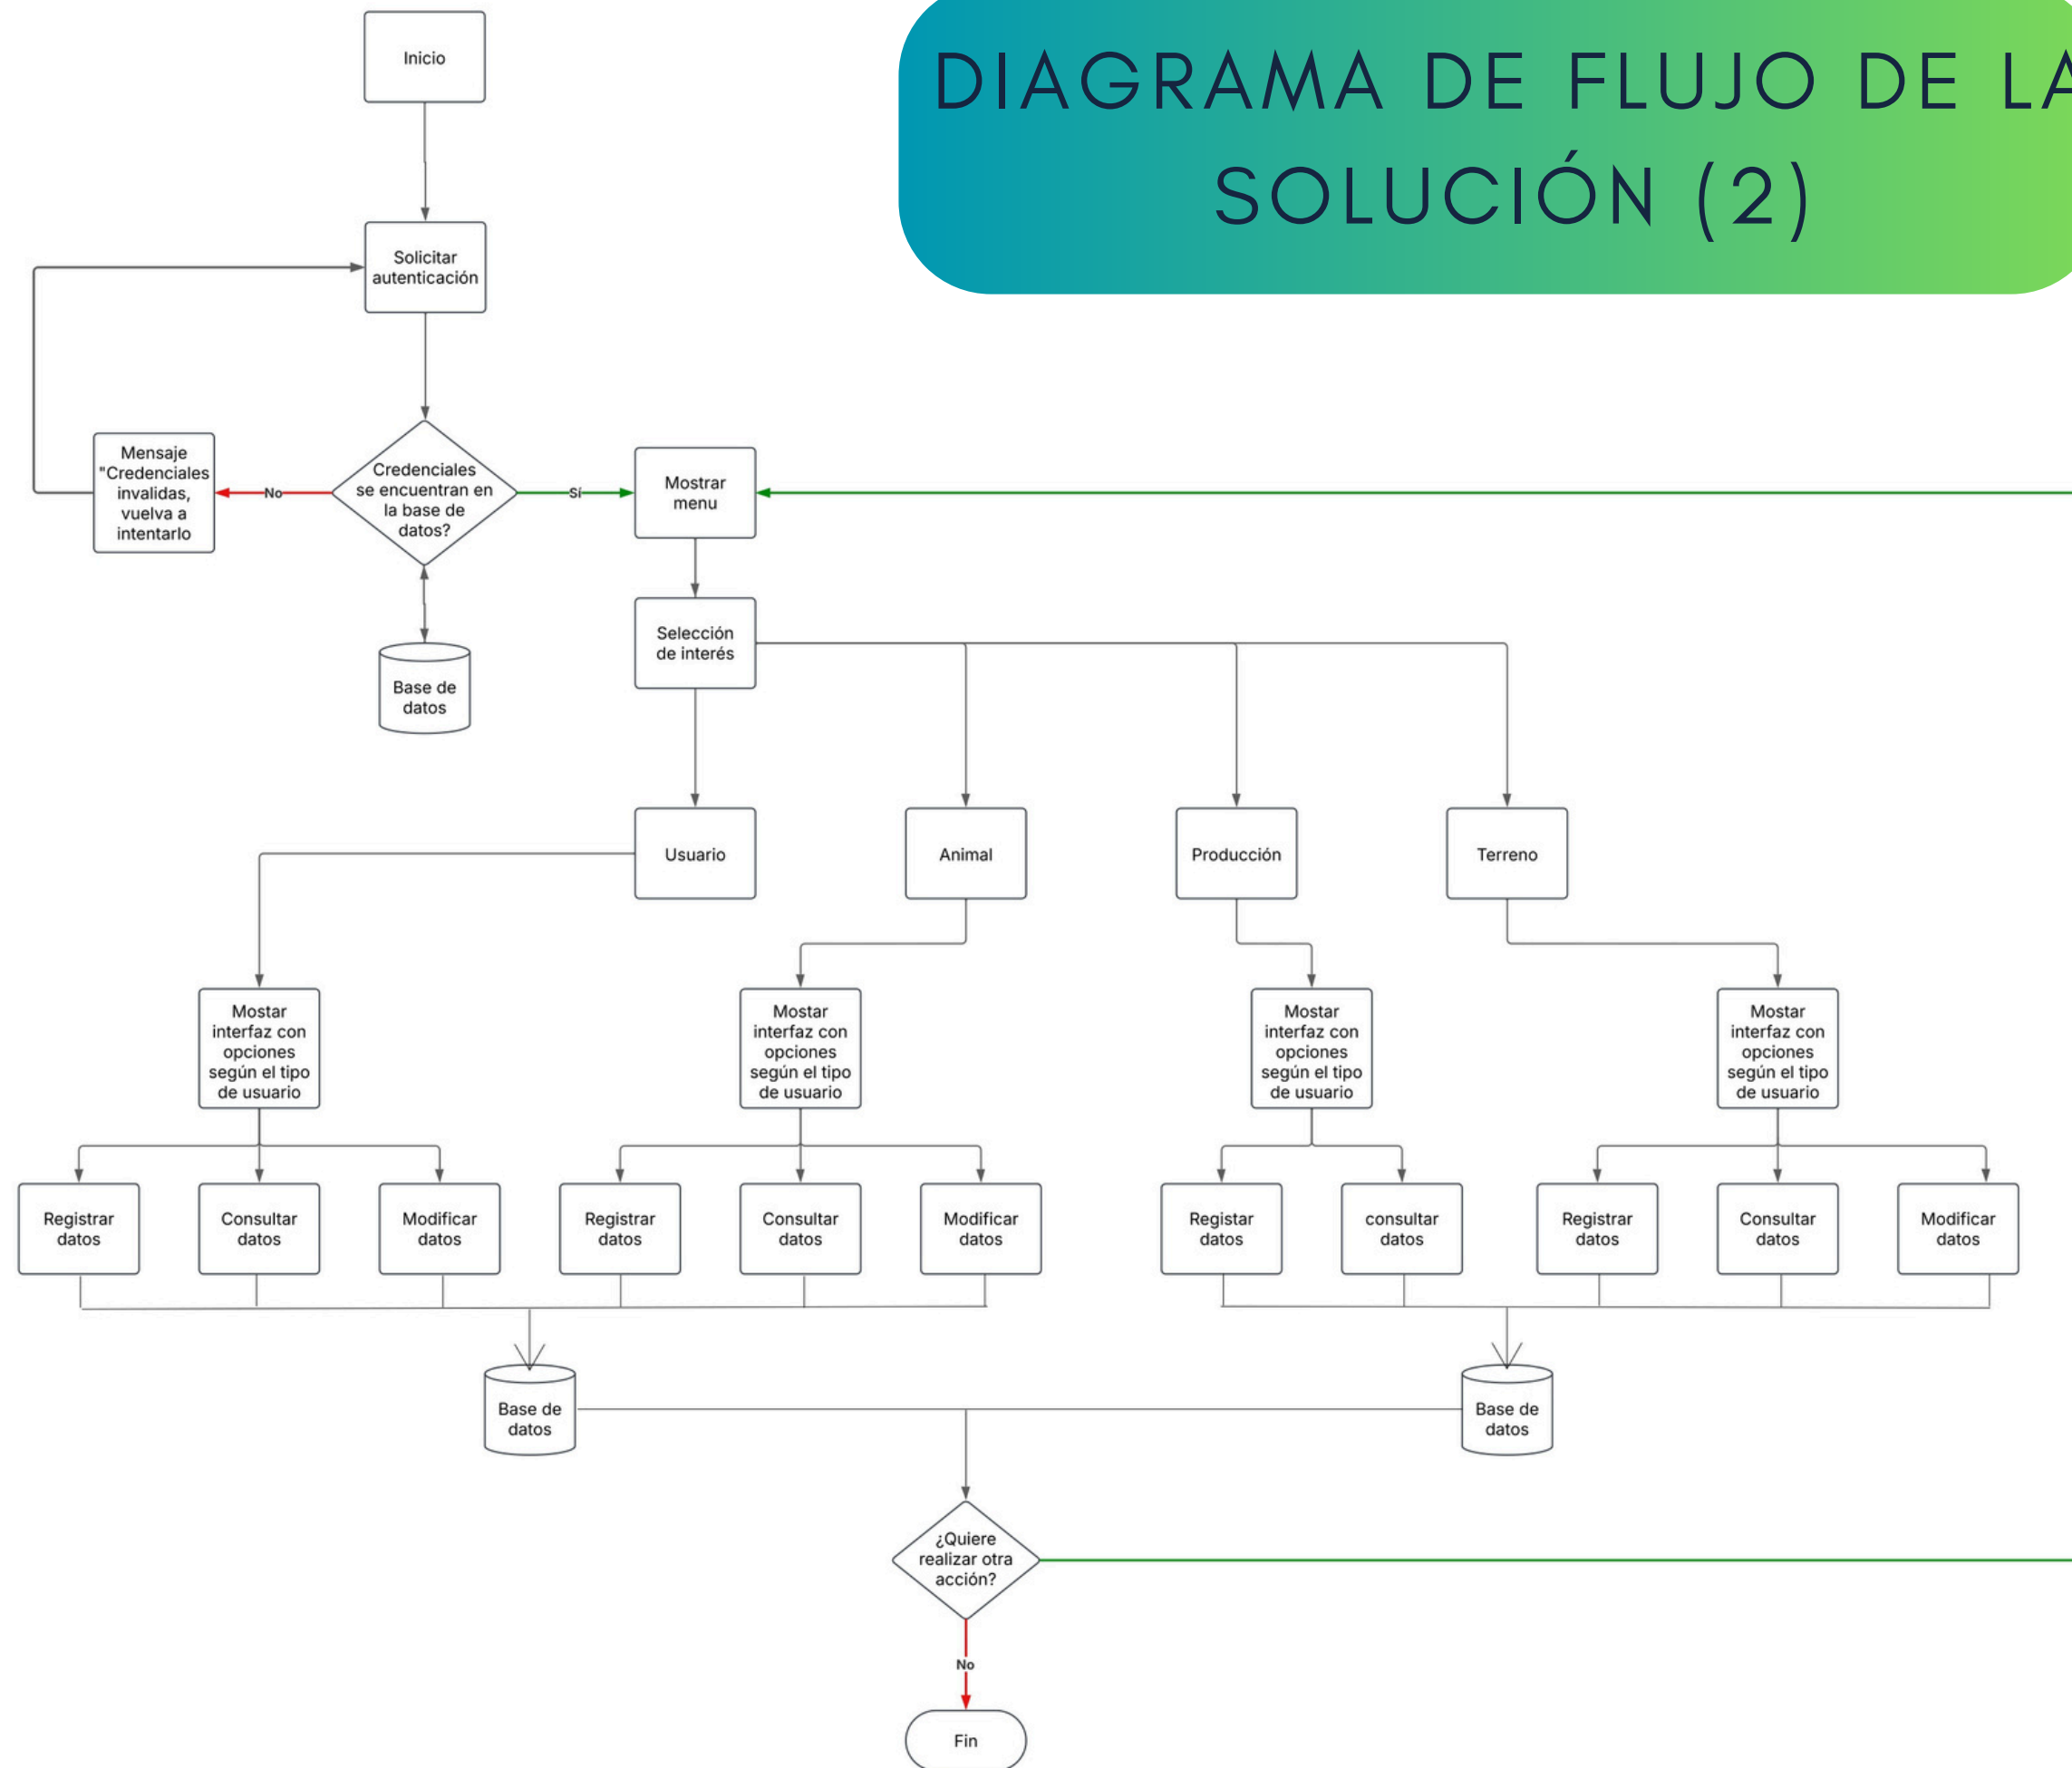 DIAGRAMA DE FLUJO DE LA
SOLUCIÓN (2)
Inicio
Solicitar
autenticación
Mensaje
"Credenciales
invalidas,
vuelva a
intentarlo
No
Credenciales
se encuentran en
la base de
datos?
Sí
Mostrar
menu
Base de
datos
Selección
de interés
Usuario
Animal
Producción
Terreno
Mostar
interfaz con
opciones
según el tipo
de usuario
Mostar
interfaz con
opciones
según el tipo
de usuario
Mostar
interfaz con
opciones
según el tipo
de usuario
Mostar
interfaz con
opciones
según el tipo
de usuario
Registrar
datos
Consultar
datos
Modificar
datos
Registrar
datos
Consultar
datos
Modificar
datos
Registar
datos
consultar
datos
Registrar
datos
Consultar
datos
Modificar
datos
Base de
datos
Base de
datos
¿Quiere
realizar otra
acción?
No
Fin